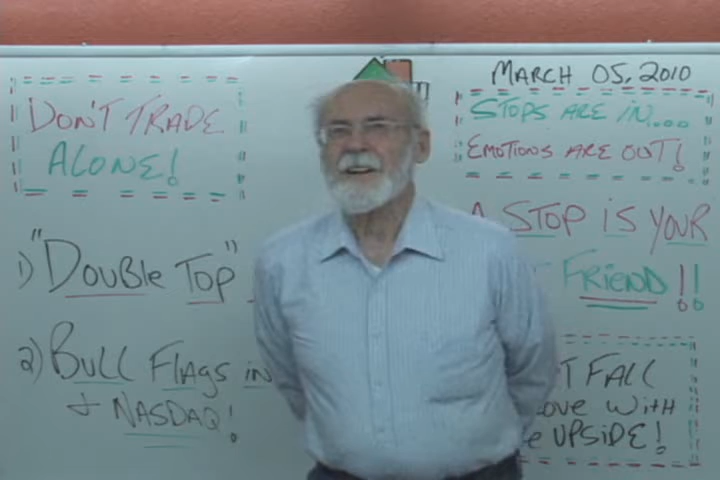 MARCH 05, 2010
DON'T TRADE
ALONE!
STOPS ARE IN....
EMOTIONS ARE OUT!
1) "DOUBLE TOP"
2) BULL FLAGS in
+ NASDAQ!
A STOP iS YOUR
FRiEND!!
T FALL
OVE WiTH
e UPSiDE!